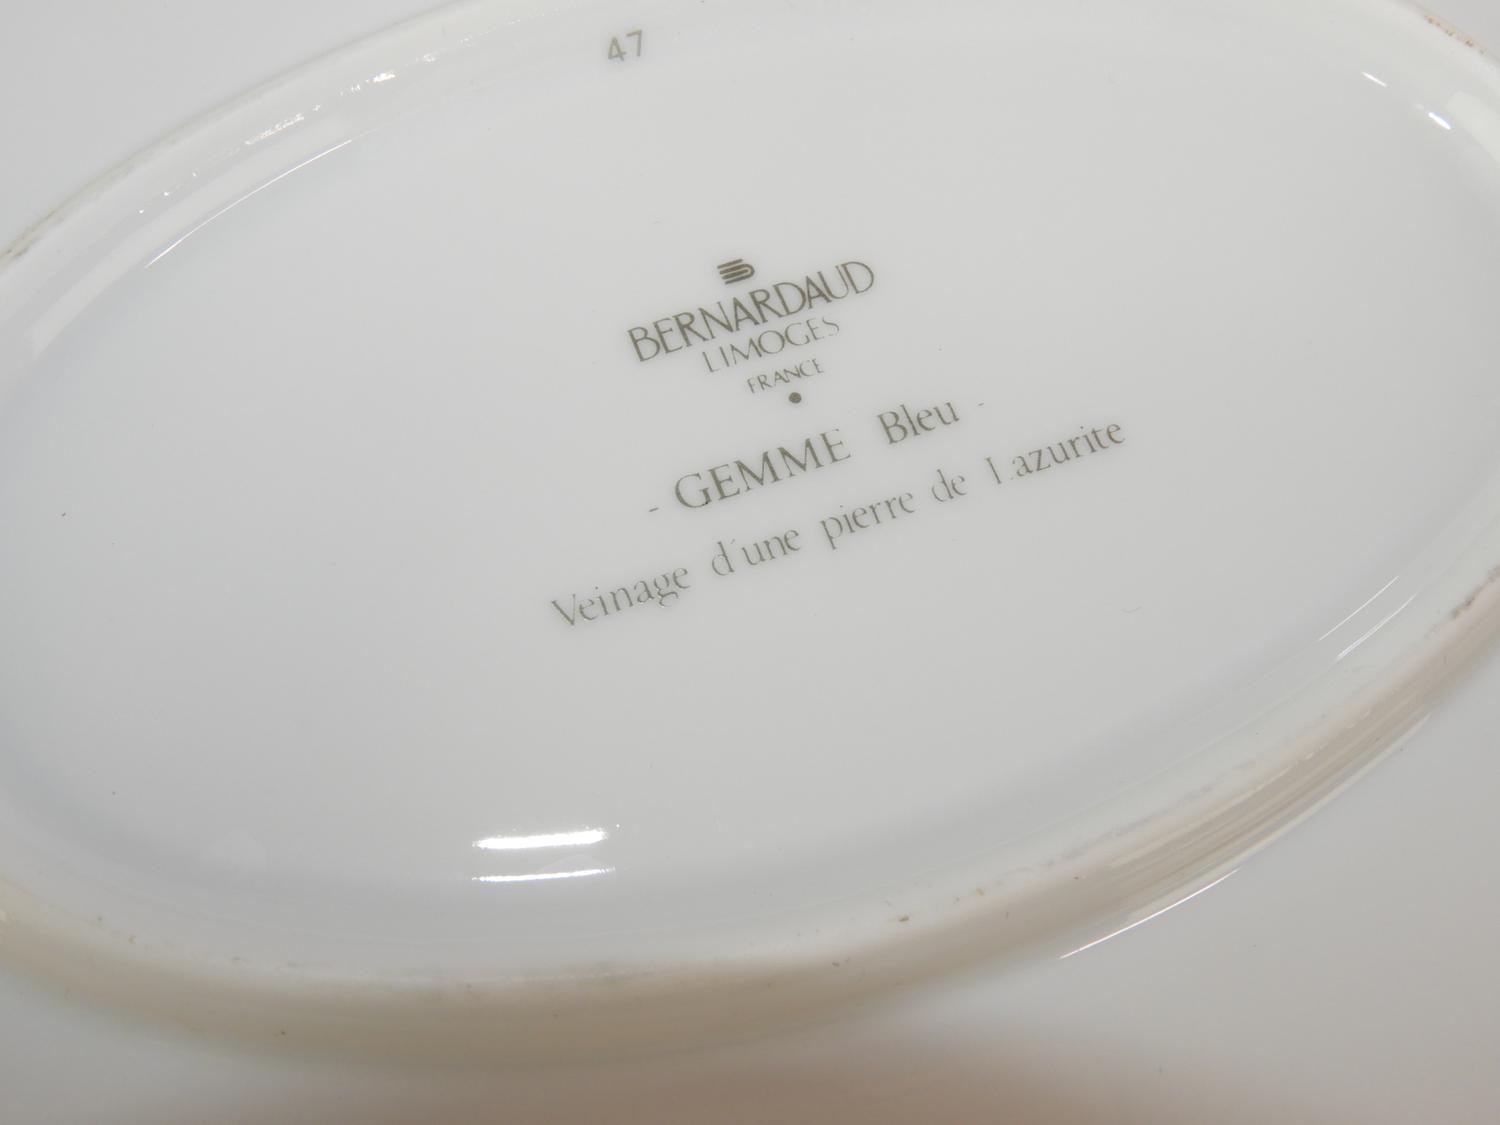 47
BERNARDAUD
LIMOGES
FRANCE
- GEMME Bleu -
Veinage d'une pierre de Lazurite